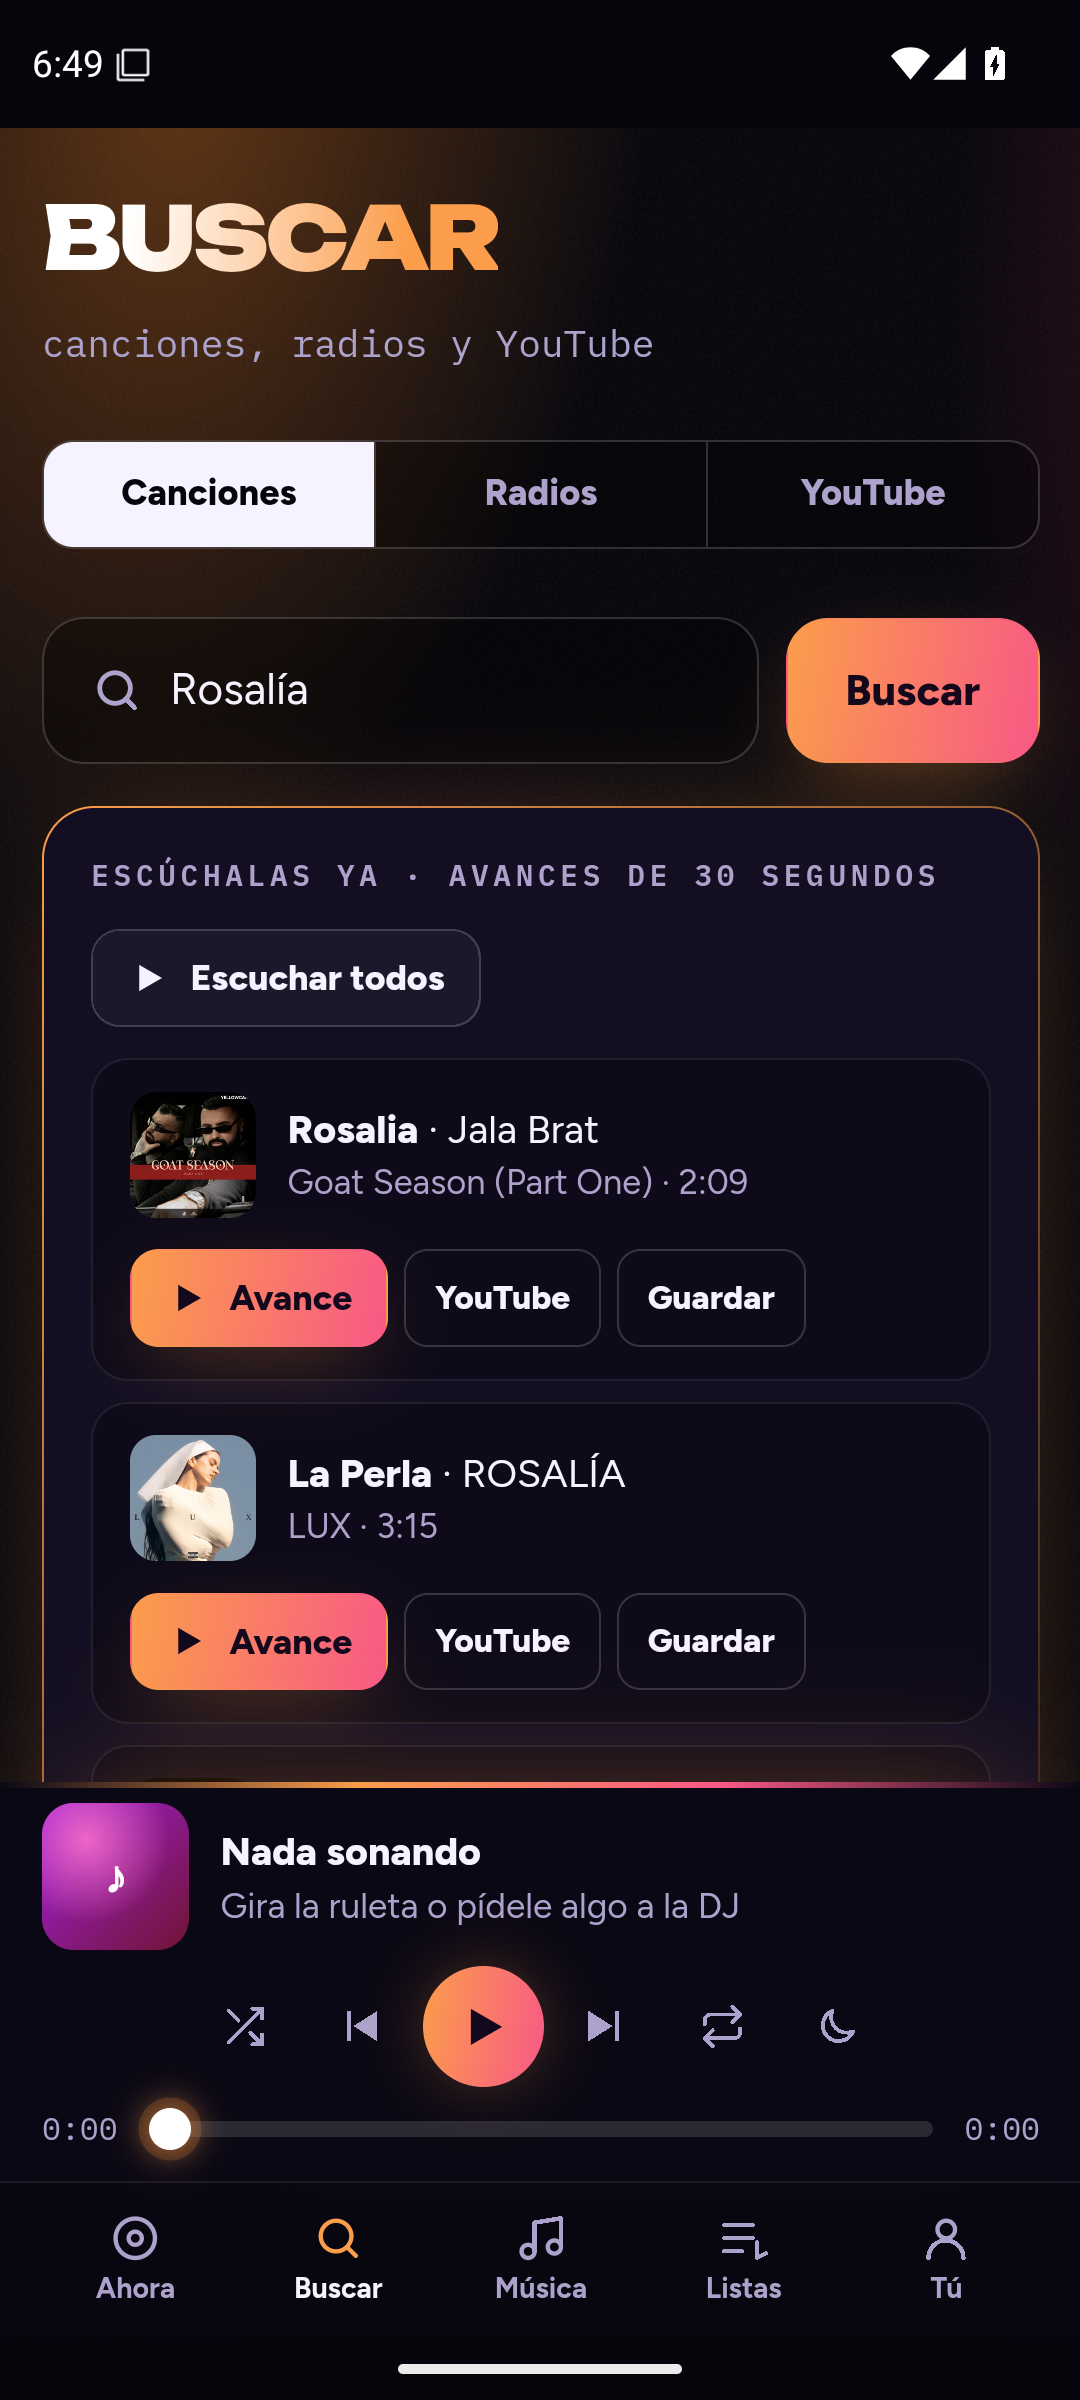 6:49
BUSCAR
canciones, radios y YouTube
Canciones
Radios
YouTube
Rosalía
Buscar
ESCÚCHALAS YA · AVANCES DE 30 SEGUNDOS
Escuchar todos
GOAT SEASON
Rosalia · Jala Brat
Goat Season (Part One) · 2:09
Avance
YouTube
Guardar
L U X
La Perla · ROSALÍA
LUX · 3:15
Avance
YouTube
Guardar
Nada sonando
Gira la ruleta o pídele algo a la DJ
0:00
0:00
Ahora
Buscar
Música
Listas
Tú